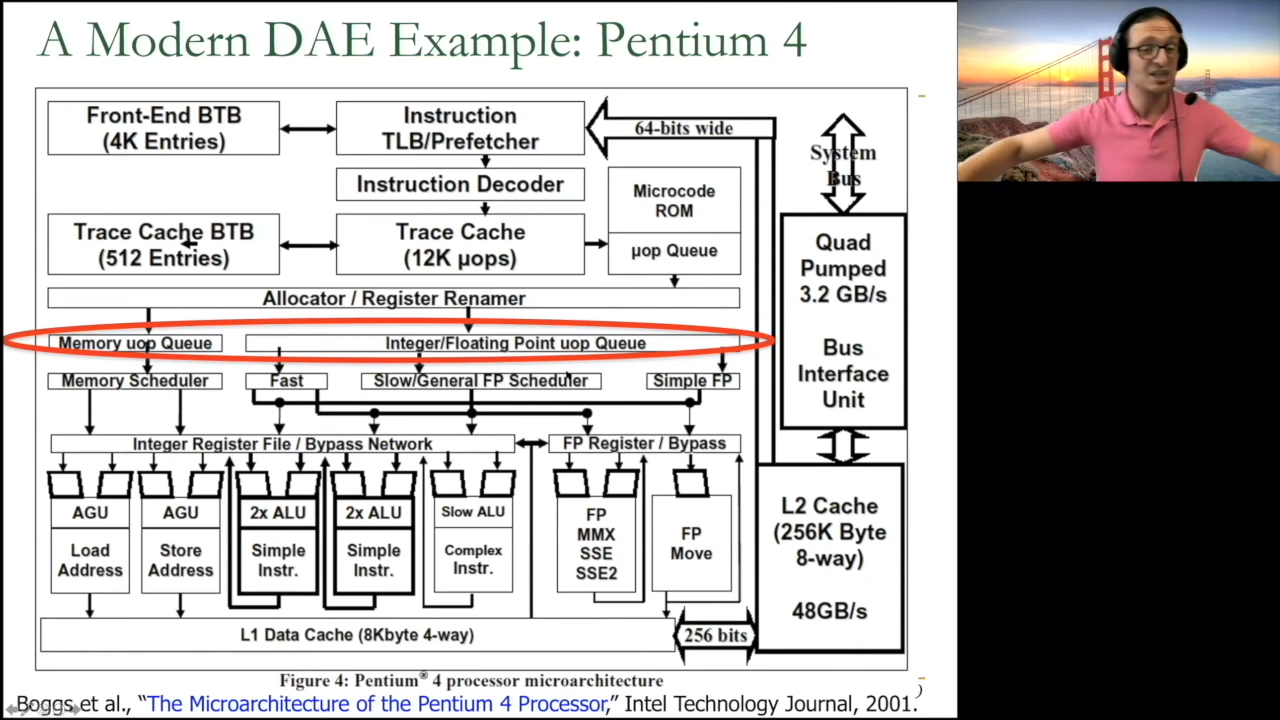 A Modern DAE Example: Pentium 4
Front-End BTB
(4K Entries)
Instruction
TLB/Prefetcher
64-bits wide
System
Bus
Instruction Decoder
Microcode
ROM
Trace Cache BTB
(512 Entries)
Trace Cache
(12K µops)
µop Queue
Quad
Pumped
3.2 GB/s
Bus
Interface
Unit
Allocator / Register Renamer
Memory uop Queue
Integer/Floating Point uop Queue
Memory Scheduler
Fast
Slow/General FP Scheduler
Simple FP
Integer Register File / Bypass Network
FP Register / Bypass
AGU
Load
Address
AGU
Store
Address
2x ALU
Simple
Instr.
2x ALU
Simple
Instr.
Slow ALU
Complex
Instr.
FP
MMX
SSE
SSE2
FP
Move
L2 Cache
(256K Byte
8-way)
48GB/s
L1 Data Cache (8Kbyte 4-way)
256 bits
Figure 4: Pentium® 4 processor microarchitecture
Boggs et al., “The Microarchitecture of the Pentium 4 Processor,” Intel Technology Journal, 2001.